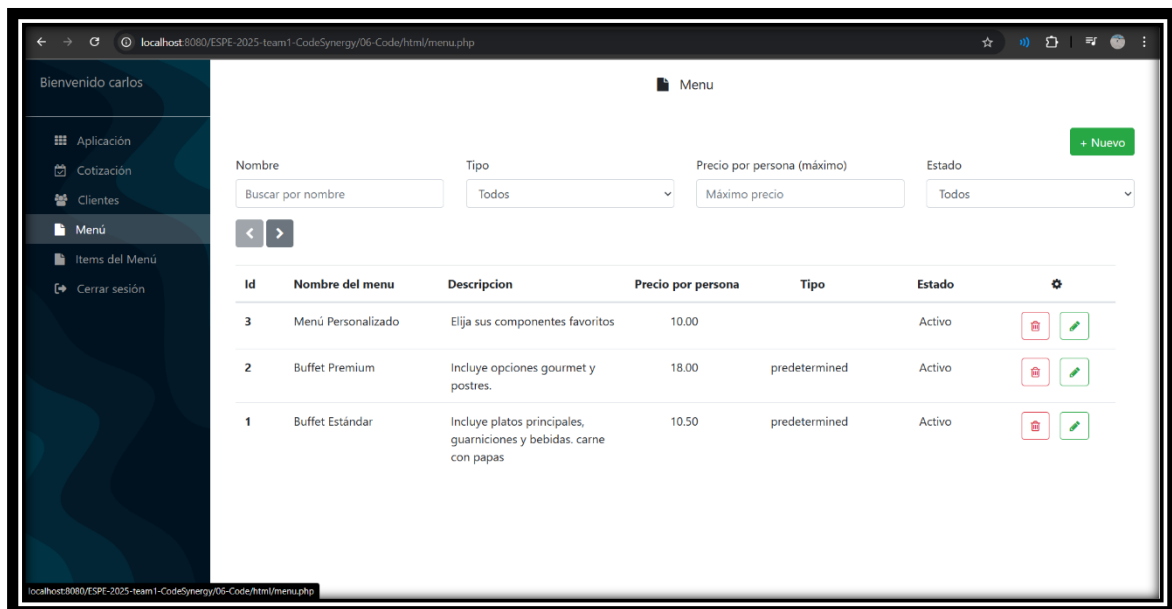 localhost:8080/ESPE-2025-team1-CodeSynergy/06-Code/html/menu.php
Bienvenido carlos
Menu
Aplicación
Cotización
Clientes
Menú
Items del Menú
Cerrar sesión
+ Nuevo
Nombre Tipo Precio por persona (máximo) Estado
Buscar por nombre Todos Máximo precio Todos
Id Nombre del menu Descripcion Precio por persona Tipo Estado
3 Menú Personalizado Elija sus componentes favoritos 10.00 Activo
2 Buffet Premium Incluye opciones gourmet y 18.00 predetermined Activo
postres.
1 Buffet Estándar Incluye platos principales, 10.50 predetermined Activo
guarniciones y bebidas. carne
con papas
localhost:8080/ESPE-2025-team1-CodeSynergy/06-Code/html/menu.php